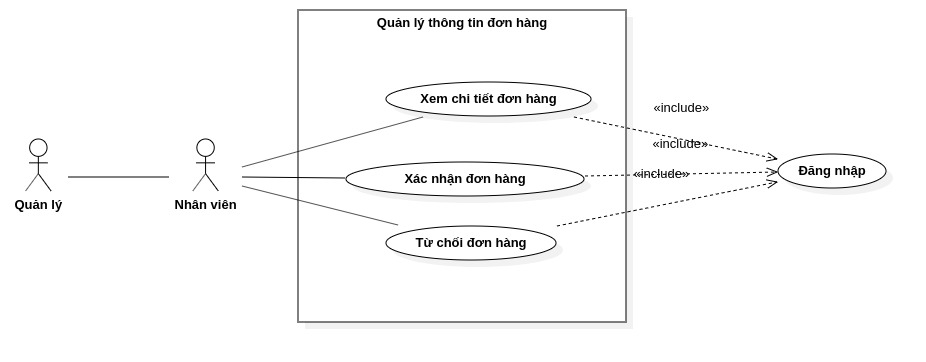 Quản lý thông tin đơn hàng
Xem chi tiết đơn hàng
«include»
«include»
Xác nhận đơn hàng
«include»
Đăng nhập
Quản lý
Nhân viên
Từ chối đơn hàng